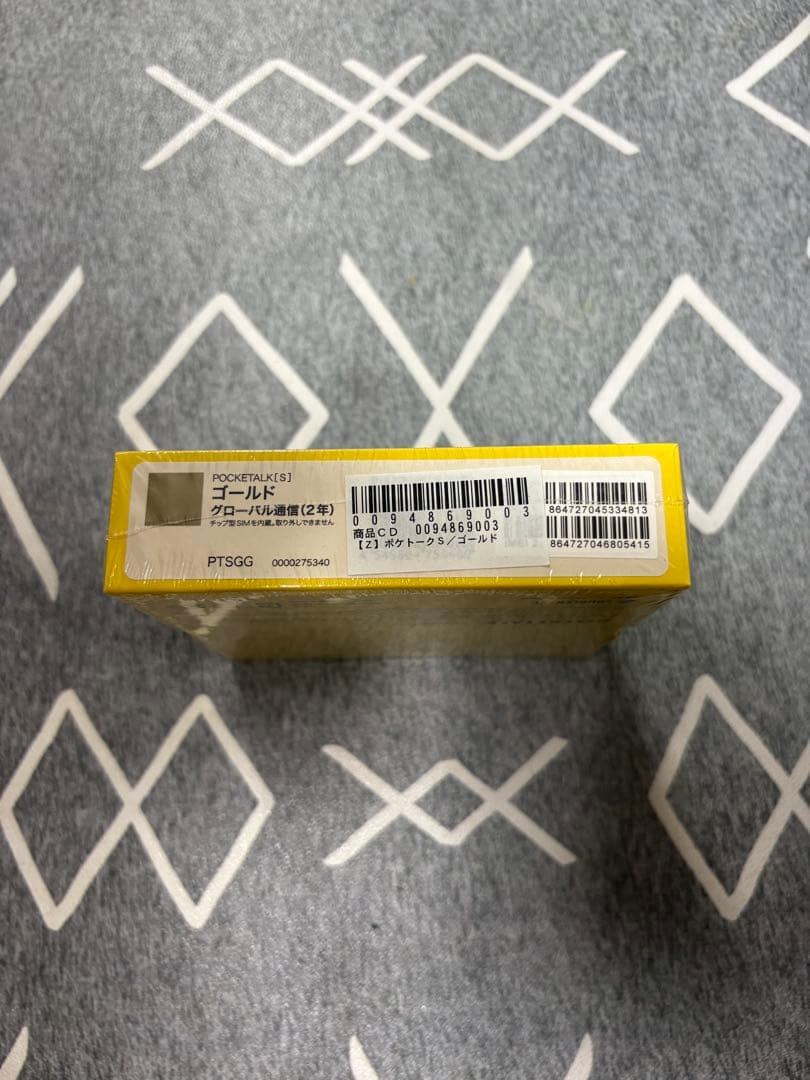 POCKETALK[S]
ゴールド
グローバル通信(2年)
チップ型SIMを内蔵。取り外しできません
PTSGG 0000275340
0094869003
商品CD 0094869003
【Z】ポケトークS/ゴールド
864727045334813
864727046805415